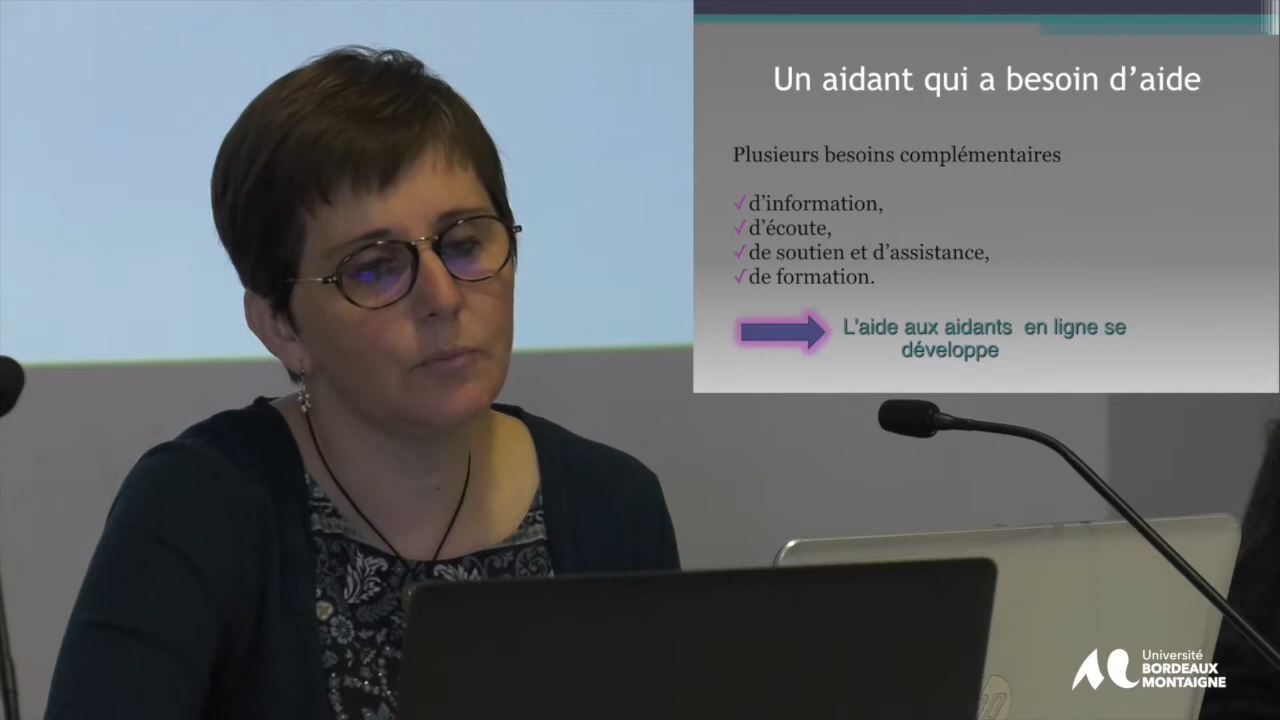 Un aidant qui a besoin d’aide
Plusieurs besoins complémentaires
✓d’information,
✓d’écoute,
✓de soutien et d’assistance,
✓de formation.
L’aide aux aidants en ligne se
développe
hp
Université
BORDEAUX
MONTAIGNE